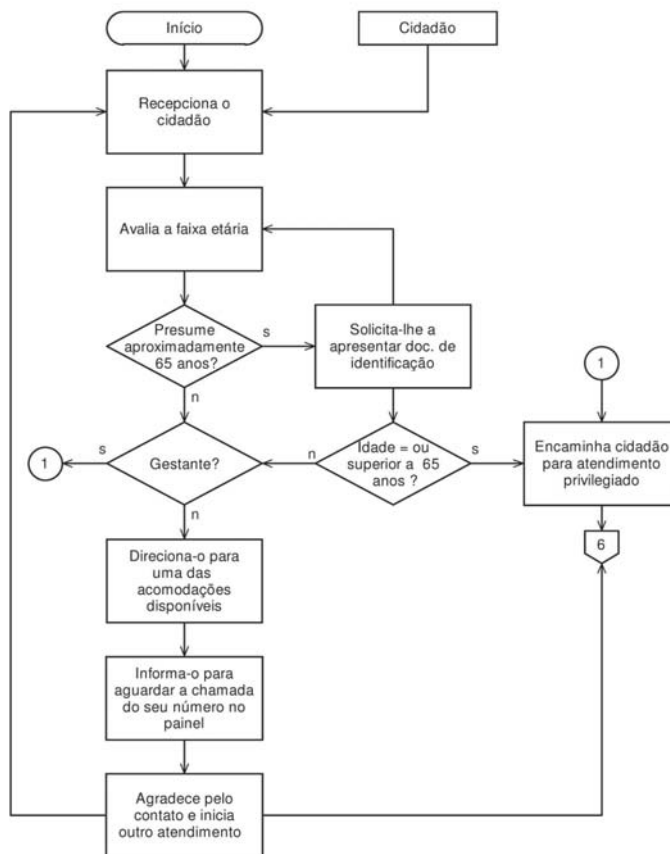 Início
Cidadão
Recepciona o
cidadão
Avalia a faixa etária
Presume
aproximadamente
65 anos?
s
n
Solicita-lhe a
apresentar doc. de
identificação
1
Gestante?
s
n
1
Idade = ou
superior a 65
anos ?
n
s
Encaminha cidadão
para atendimento
privilegiado
6
Direciona-o para
uma das
acomodações
disponíveis
Informa-o para
aguardar a chamada
do seu número no
painel
Agradece pelo
contato e inicia
outro atendimento